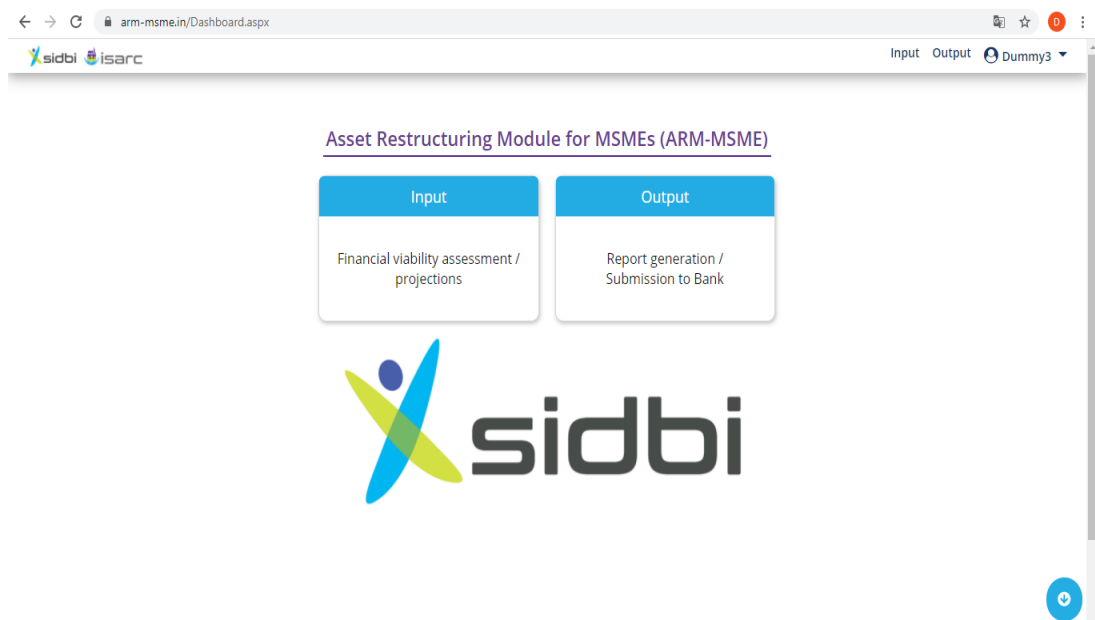 arm-msme.in/Dashboard.aspx
D
sidbi isarc
Input Output Dummy3
Asset Restructuring Module for MSMEs (ARM-MSME)
Input
Financial viability assessment /
projections
Output
Report generation /
Submission to Bank
sidbi